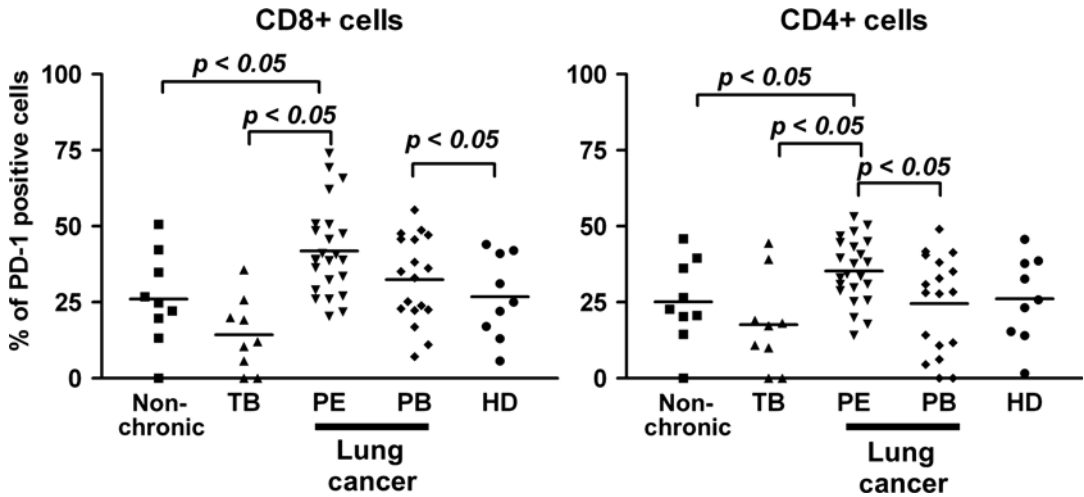 CD8+ cells
CD4+ cells
% of PD-1 positive cells
100
75
50
25
0
p < 0.05
p < 0.05
p < 0.05
Non-
chronic
TB
PE
PB
HD
Lung
cancer
100
75
50
25
0
p < 0.05
p < 0.05
p < 0.05
Non-
chronic
TB
PE
PB
HD
Lung
cancer